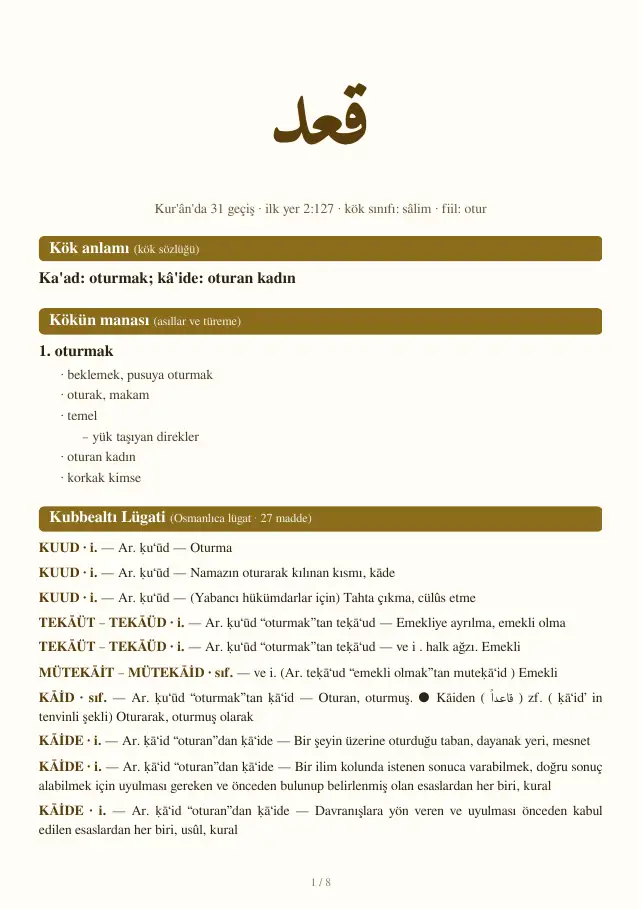 قعد
Kur'ân'da 31 geçiş · ilk yer 2:127 · kök sınıfı: sâlim · fiil: otur
Kök anlamı (kök sözlüğü)
Ka'ad: oturmak; kâ'ide: oturan kadın
Kökün manası (asıllar ve türeme)
1. oturmak
· beklemek, pusuya oturmak
· oturak, makam
· temel
– yük taşıyan direkler
· oturan kadın
· korkak kimse
Kubbealtı Lügati (Osmanlıca lügat · 27 madde)
KUUD · i. — Ar. ḳu‘ūd — Oturma
KUUD · i. — Ar. ḳu‘ūd — Namazın oturarak kılınan kısmı, kāde
KUUD · i. — Ar. ḳu‘ūd — (Yabancı hükümdarlar için) Tahta çıkma, cülûs etme
TEKĀÜT – TEKĀÜD · i. — Ar. ḳu‘ūd “oturmak”tan teḳā‘ud — Emekliye ayrılma, emekli olma
TEKĀÜT – TEKĀÜD · i. — Ar. ḳu‘ūd “oturmak”tan teḳā‘ud — ve i . halk ağzı. Emekli
MÜTEKĀİT – MÜTEKĀİD · sıf. — ve i. (Ar. teḳā‘ud “emekli olmak”tan muteḳā‘id ) Emekli
KĀİD · sıf. — Ar. ḳu‘ūd “oturmak”tan ḳā‘id — Oturan, oturmuş. ● Kāiden ( قاعداً ) zf. ( ḳā‘id’ in
tenvinli şekli) Oturarak, oturmuş olarak
KĀİDE · i. — Ar. ḳā‘id “oturan”dan ḳā‘ide — Bir şeyin üzerine oturduğu taban, dayanak yeri, mesnet
KĀİDE · i. — Ar. ḳā‘id “oturan”dan ḳā‘ide — Bir ilim kolunda istenen sonuca varabilmek, doğru sonuç
alabilmek için uyulması gereken ve önceden bulunup belirlenmiş olan esaslardan her biri, kural
KĀİDE · i. — Ar. ḳā‘id “oturan”dan ḳā‘ide — Davranışlara yön veren ve uyulması önceden kabul
edilen esaslardan her biri, usûl, kural
1 / 8